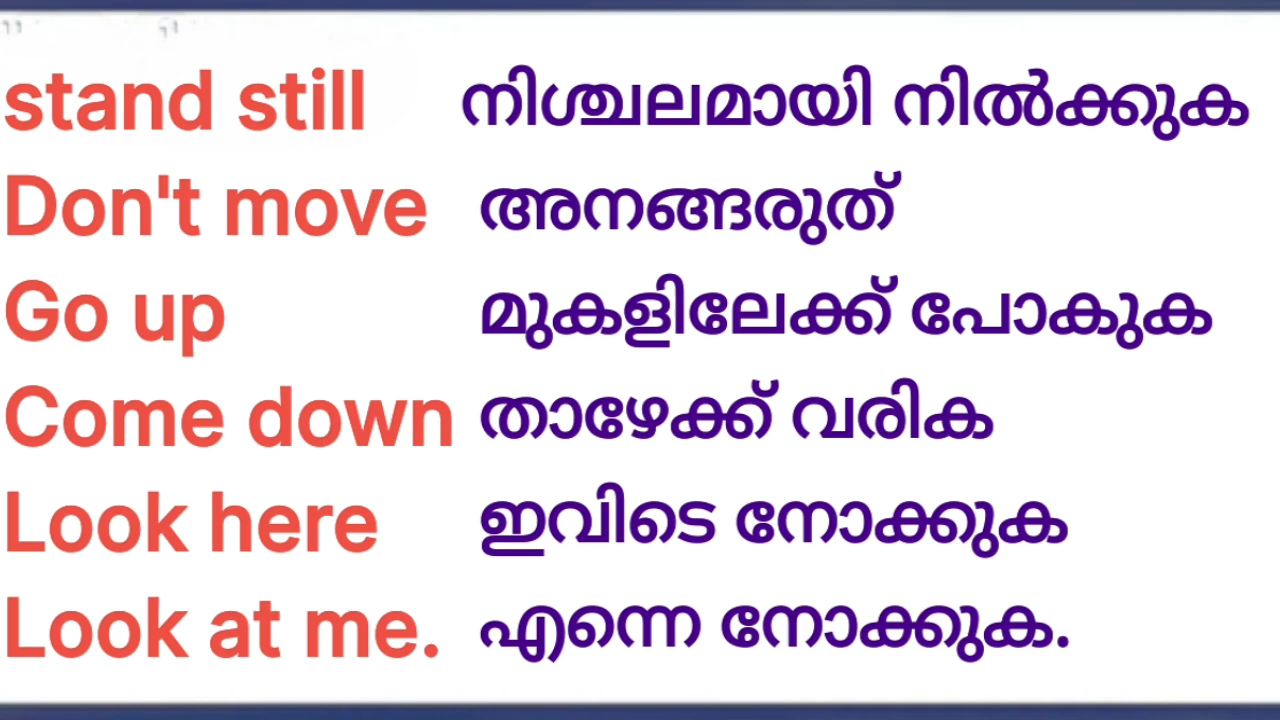 stand still നിശ്ചലമായി നിൽക്കുക
Don't move അനങ്ങരുത്
Go up മുകളിലേക്ക് പോകുക
Come down താഴേക്ക് വരിക
Look here ഇവിടെ നോക്കുക
Look at me. എന്നെ നോക്കുക.